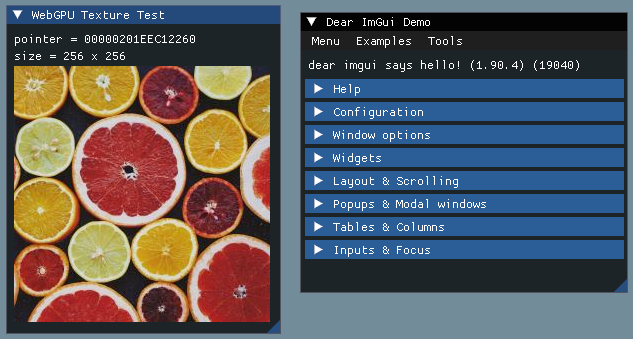 WebGPU Texture Test
pointer = 00000201EEC12260
size = 256 x 256
Dear ImGui Demo
Menu Examples Tools
dear imgui says hello! (1.90.4) (19040)
Help
Configuration
Window options
Widgets
Layout & Scrolling
Popups & Modal windows
Tables & Columns
Inputs & Focus